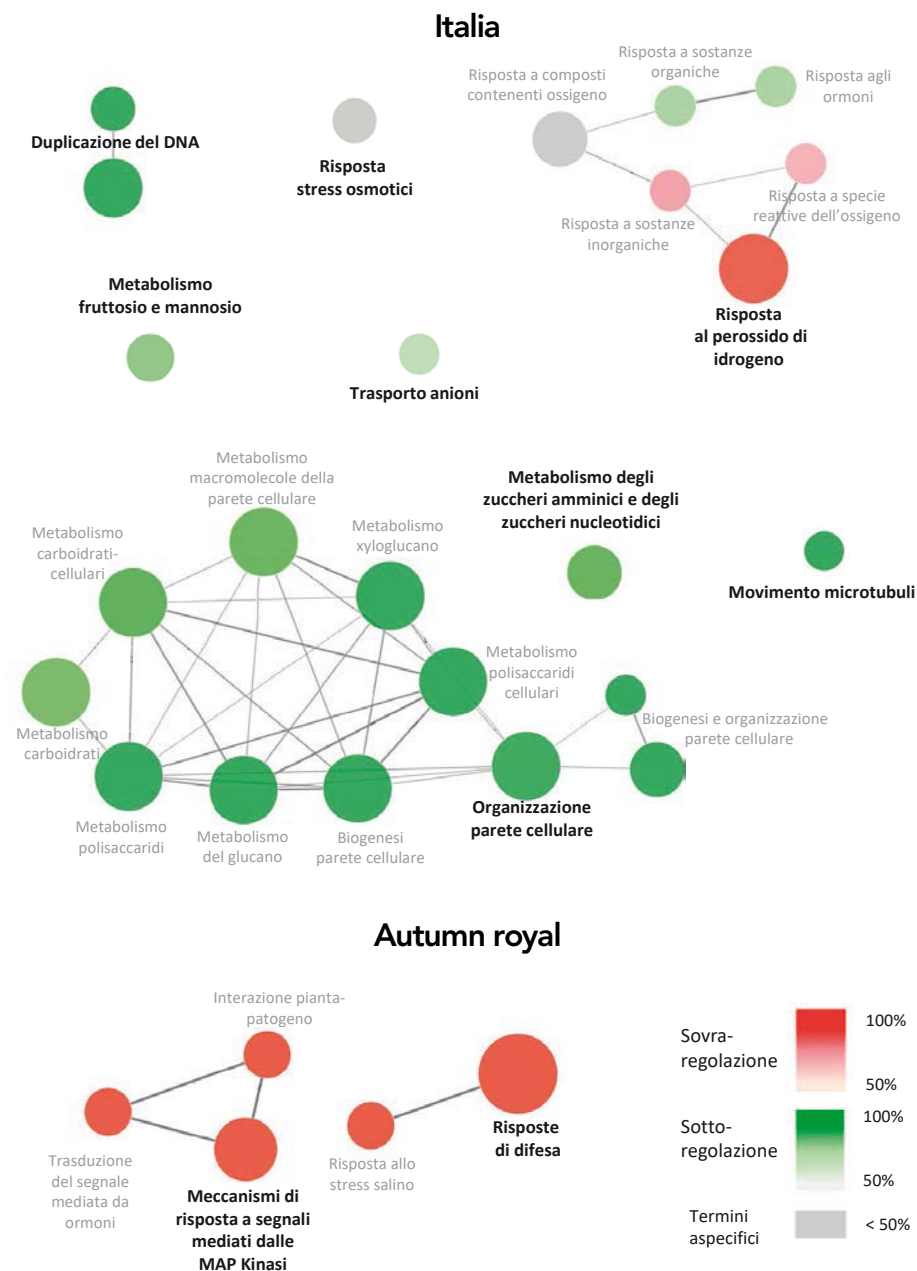 Italia
Duplicazione del DNA
Risposta
stress osmotici
Risposta a composti
contenenti ossigeno
Risposta a sostanze
organiche
Risposta agli
ormoni
Risposta a sostanze
inorganiche
Risposta a specie
reattive dell'ossigeno
Risposta
al perossido di
idrogeno
Metabolismo
fruttosio e mannosio
Trasporto anioni
Metabolismo
macromolecole della
parete cellulare
Metabolismo
carboidrati-
cellulari
Metabolismo
xyloglucano
Metabolismo degli
zuccheri amminici e degli
zuccheri nucleotidici
Movimento microtubuli
Metabolismo
polisaccaridi
cellulari
Metabolismo
carboidrati
Biogenesi e organizzazione
parete cellulare
Metabolismo
polisaccaridi
Metabolismo
del glucano
Biogenesi
parete cellulare
Organizzazione
parete cellulare
Autumn royal
Interazione pianta-
patogeno
Trasduzione
del segnale
mediata da
ormoni
Meccanismi di
risposta a segnali
mediati dalle
MAP Kinasi
Risposta allo
stress salino
Risposte
di difesa
Sovra-
regolazione
100%
50%
Sotto-
regolazione
100%
50%
Termini
aspecifici
< 50%